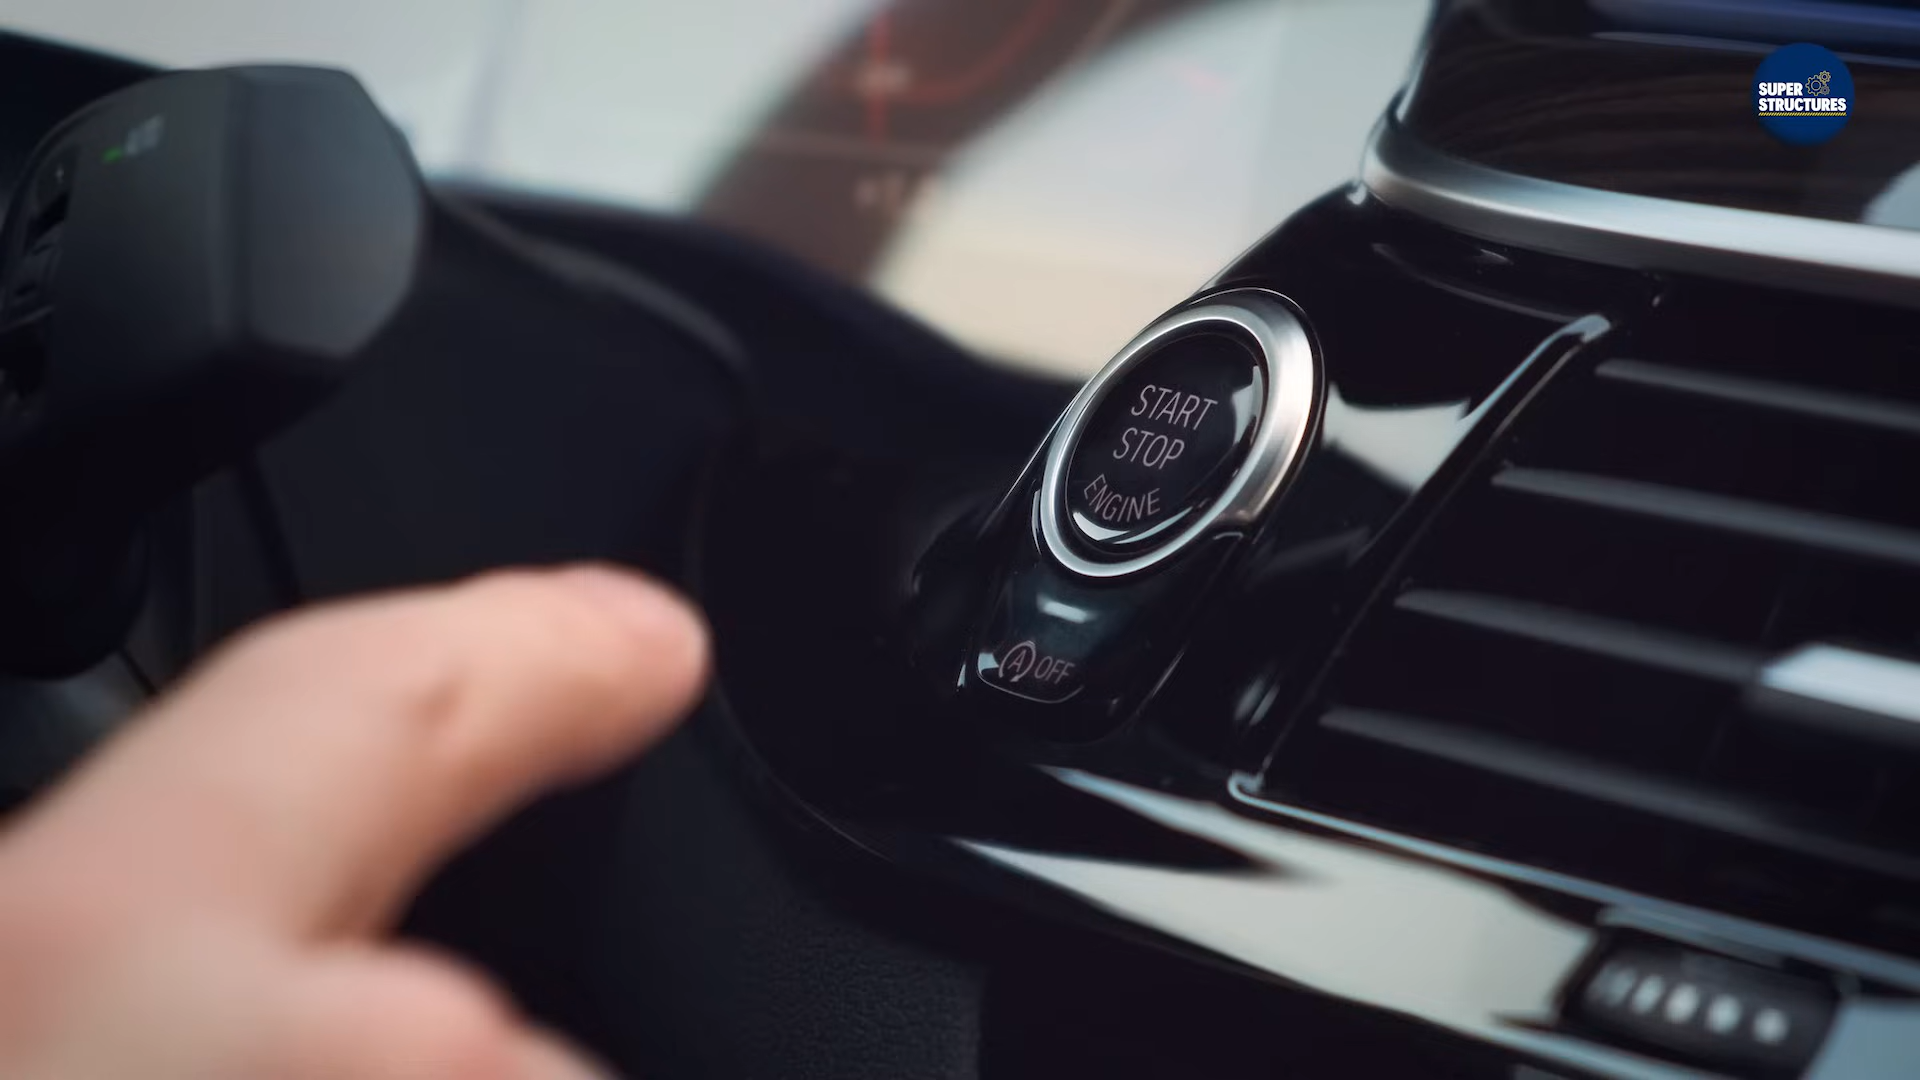 SUPER
STRUCTURES
START
STOP
ENGINE
A OFF